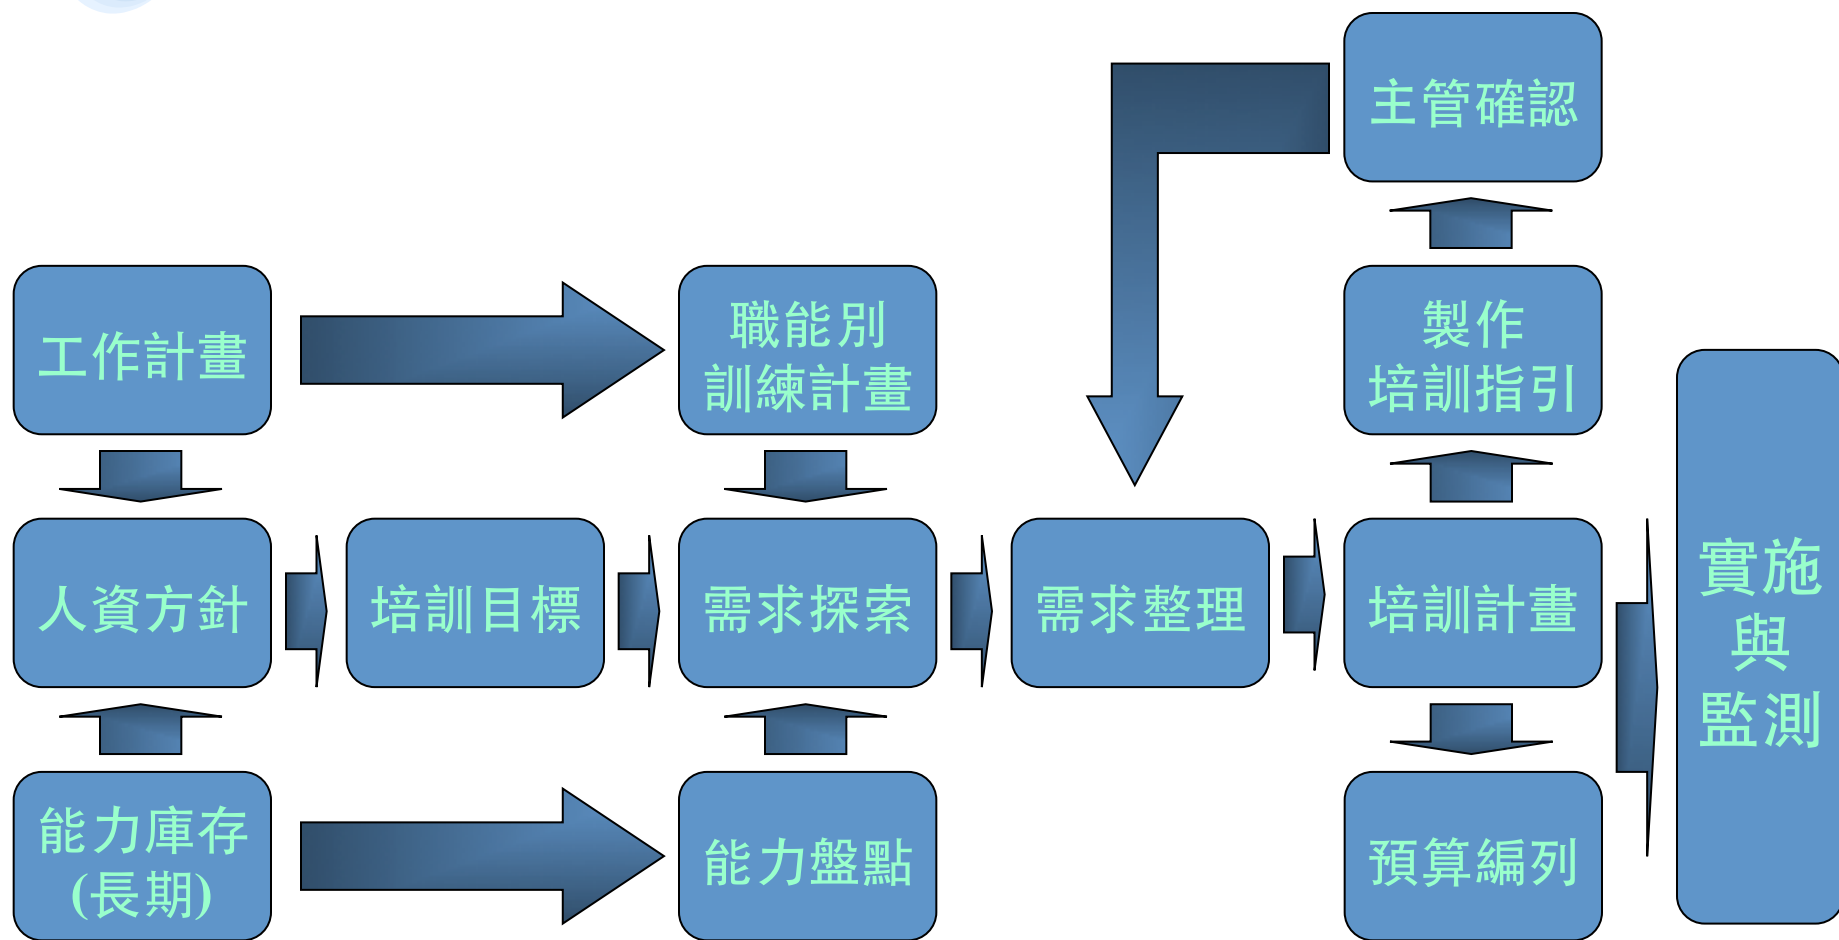 主管確認
工作計畫
職能別
訓練計畫
製作
培訓指引
人資方針
培訓目標
需求探索
需求整理
培訓計畫
實施
與
監測
能力庫存
(長期)
能力盤點
預算編列